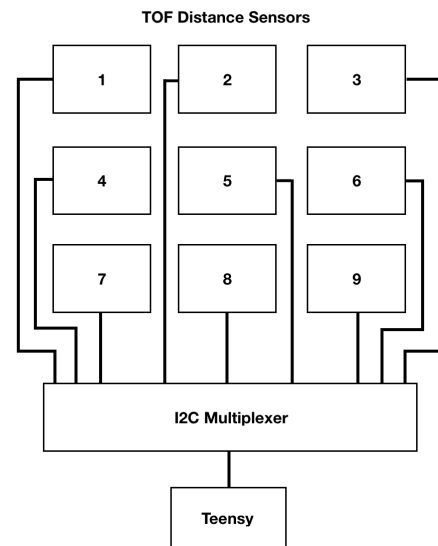 TOF Distance Sensors
1 2 3
4 5 6
7 8 9
I2C Multiplexer
Teensy